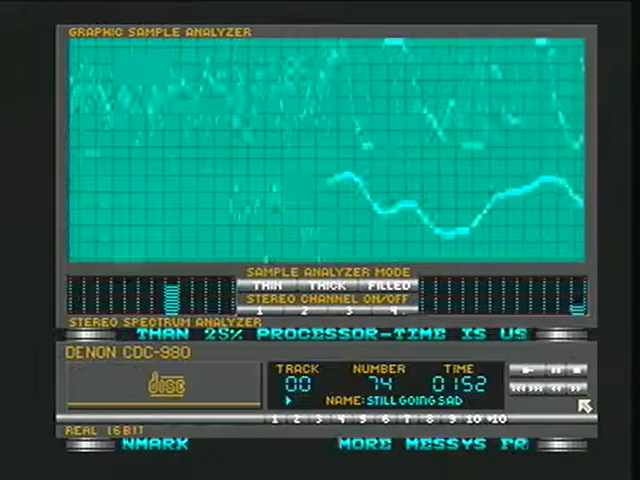 GRAPHIC SAMPLE ANALYZER
SAMPLE ANALYZER MODE
THIN THICK FILLED
STEREO CHANNEL ON/OFF
1 2 3 4
STEREO SPECTRUM ANALYZER
THAN 25% PROCESSOR-TIME IS US
DENON CDC-980
disc
TRACK NUMBER TIME
00 74 0152
NAME: STILL GOING SAD
1 2 3 4 5 6 7 8 9 10 +10
REAL 16BIT
NMARK MORE MESSYS FR